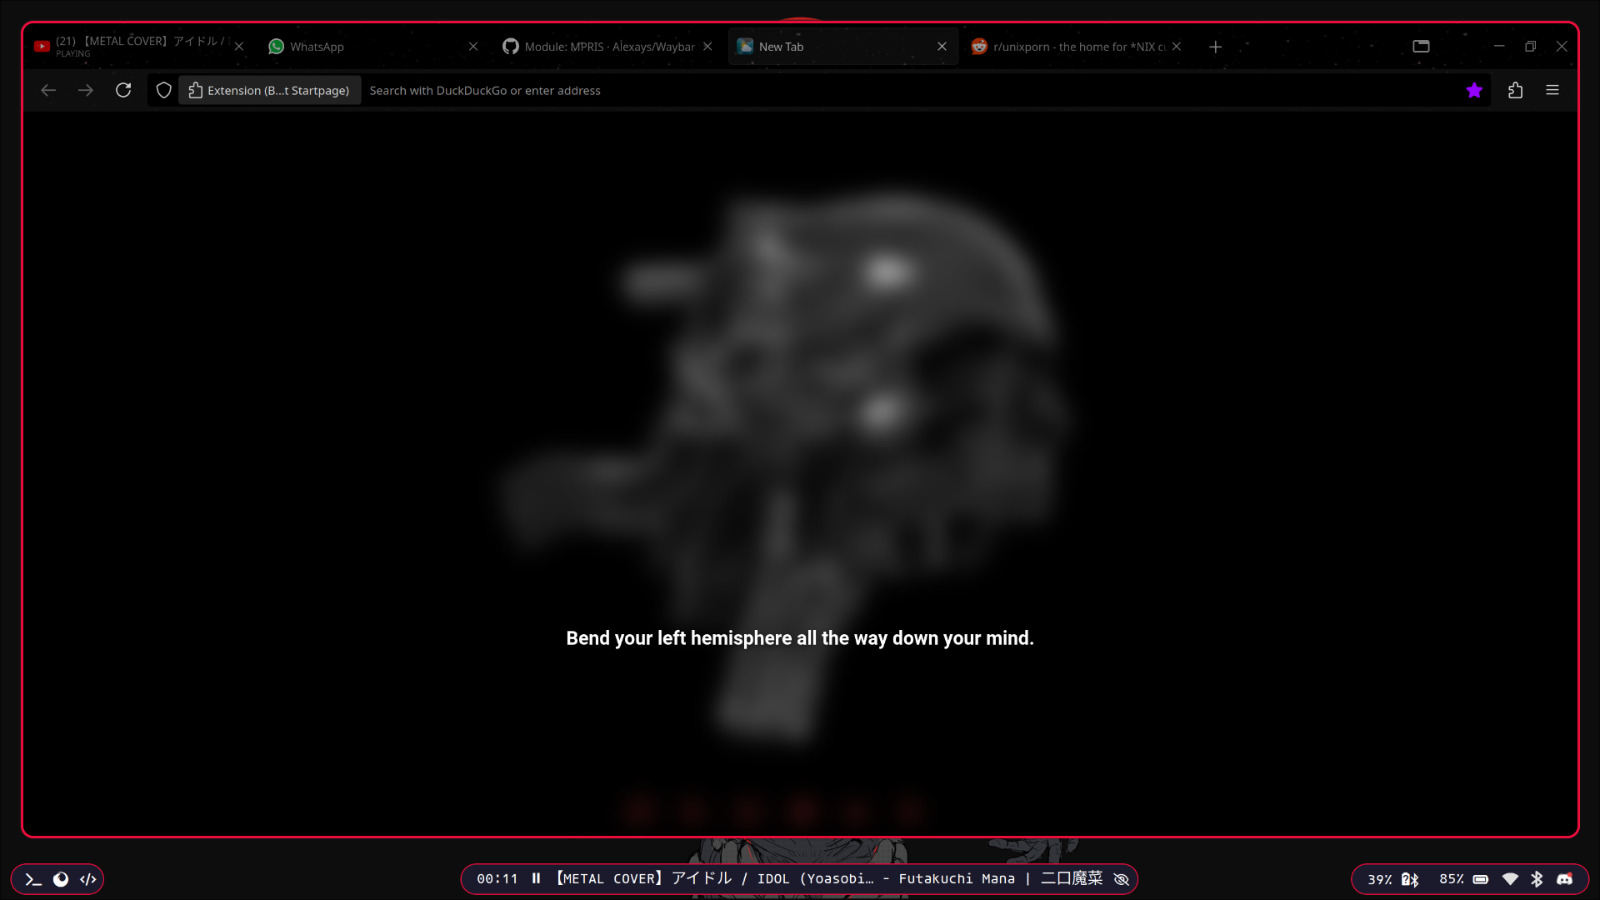 (21) 【METAL COVER】アイドル /
PLAYING
WhatsApp
Module: MPRIS · Alexays/Waybar
New Tab
r/unixporn - the home for *NIX cu
Extension (B...t Startpage)
Search with DuckDuckGo or enter address
Bend your left hemisphere all the way down your mind.
00:11
【METAL COVER】アイドル / IDOL (Yoasobi… - Futakuchi Mana | 二口魔菜
39%
85%